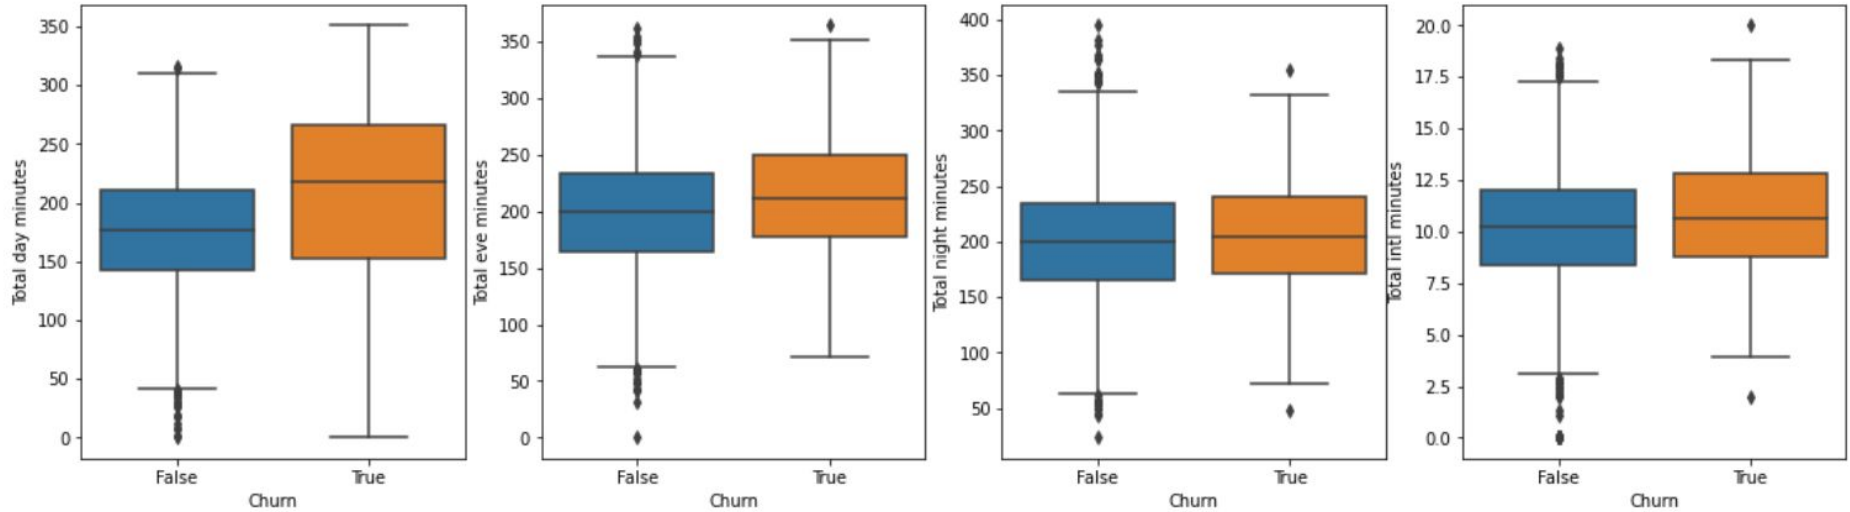 Total day minutes
350
300
250
200
150
100
50
0
False
True
Churn
Total eve minutes
350
300
250
200
150
100
50
0
False
True
Churn
Total night minutes
400
350
300
250
200
150
100
50
False
True
Churn
Total intl minutes
20.0
17.5
15.0
12.5
10.0
7.5
5.0
2.5
0.0
False
True
Churn